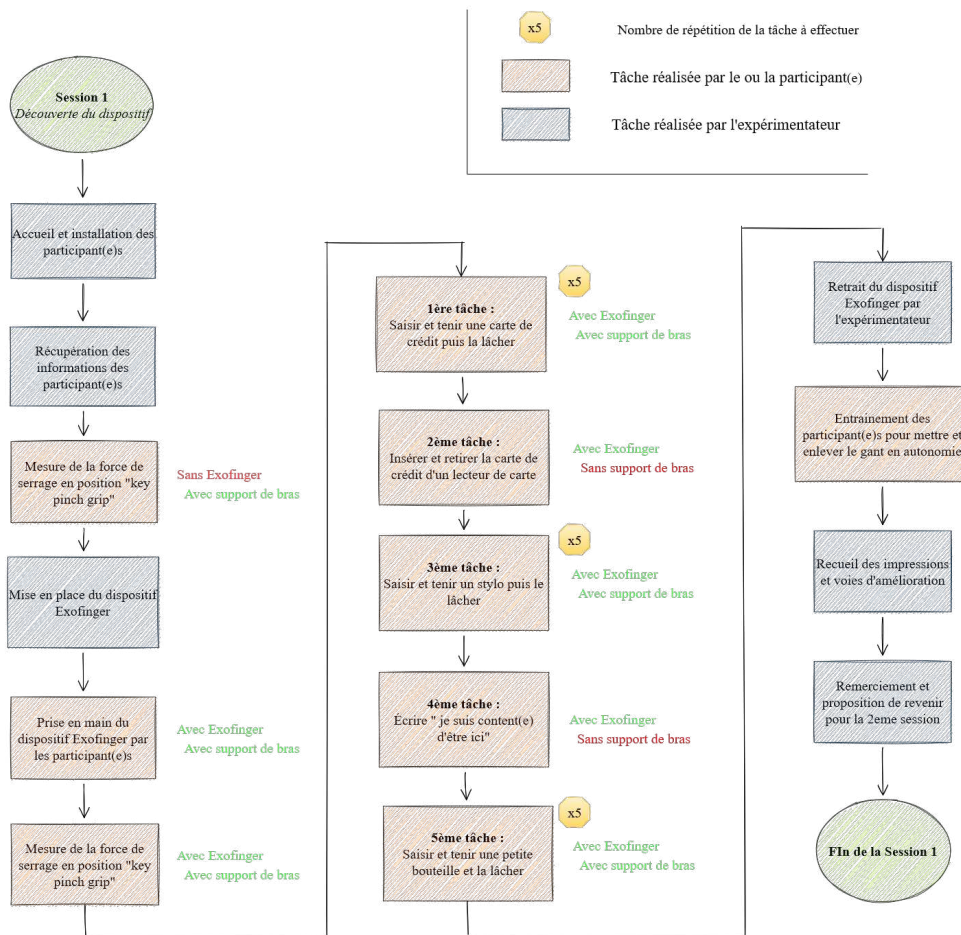 x5
Nombre de répétition de la tâche à effectuer
Tâche réalisée par le ou la participant(e)
Tâche réalisée par l'expérimentateur
Session 1
Découverte du dispositif
Accueil et installation des
participant(e)s
Récupération des
informations des
participant(e)s
Mesure de la force de
serrage en position "key
pinch grip"
Sans Exofinger
Avec support de bras
Mise en place du dispositif
Exofinger
Prise en main du
dispositif Exofinger par
les participant(e)s
Avec Exofinger
Avec support de bras
Mesure de la force de
serrage en position "key
pinch grip"
Avec Exofinger
Avec support de bras
1ère tâche :
Saisir et tenir une carte de
crédit puis la lâcher
x5
Avec Exofinger
Avec support de bras
2ème tâche :
Insérer et retirer la carte de
crédit d'un lecteur de carte
Avec Exofinger
Sans support de bras
3ème tâche :
Saisir et tenir un stylo puis le
lâcher
x5
Avec Exofinger
Avec support de bras
4ème tâche :
Écrire " je suis content(e)
d'être ici"
Avec Exofinger
Sans support de bras
5ème tâche :
Saisir et tenir une petite
bouteille et la lâcher
x5
Avec Exofinger
Avec support de bras
Retrait du dispositif
Exofinger par
l'expérimentateur
Entrainement des
participant(e)s pour mettre et
enlever le gant en autonomie
Recueil des impressions
et voies d'amélioration
Remerciement et
proposition de revenir
pour la 2eme session
FIn de la Session 1